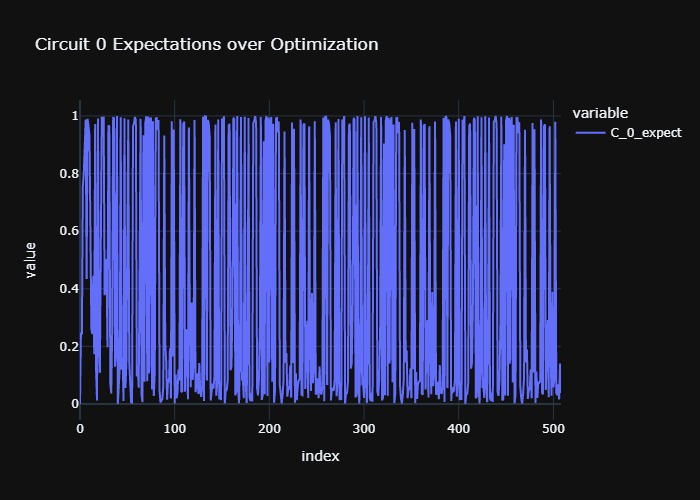 Circuit 0 Expectations over Optimization
variable
C_0_expect
value
1
0.8
0.6
0.4
0.2
0
0 100 200 300 400 500
index